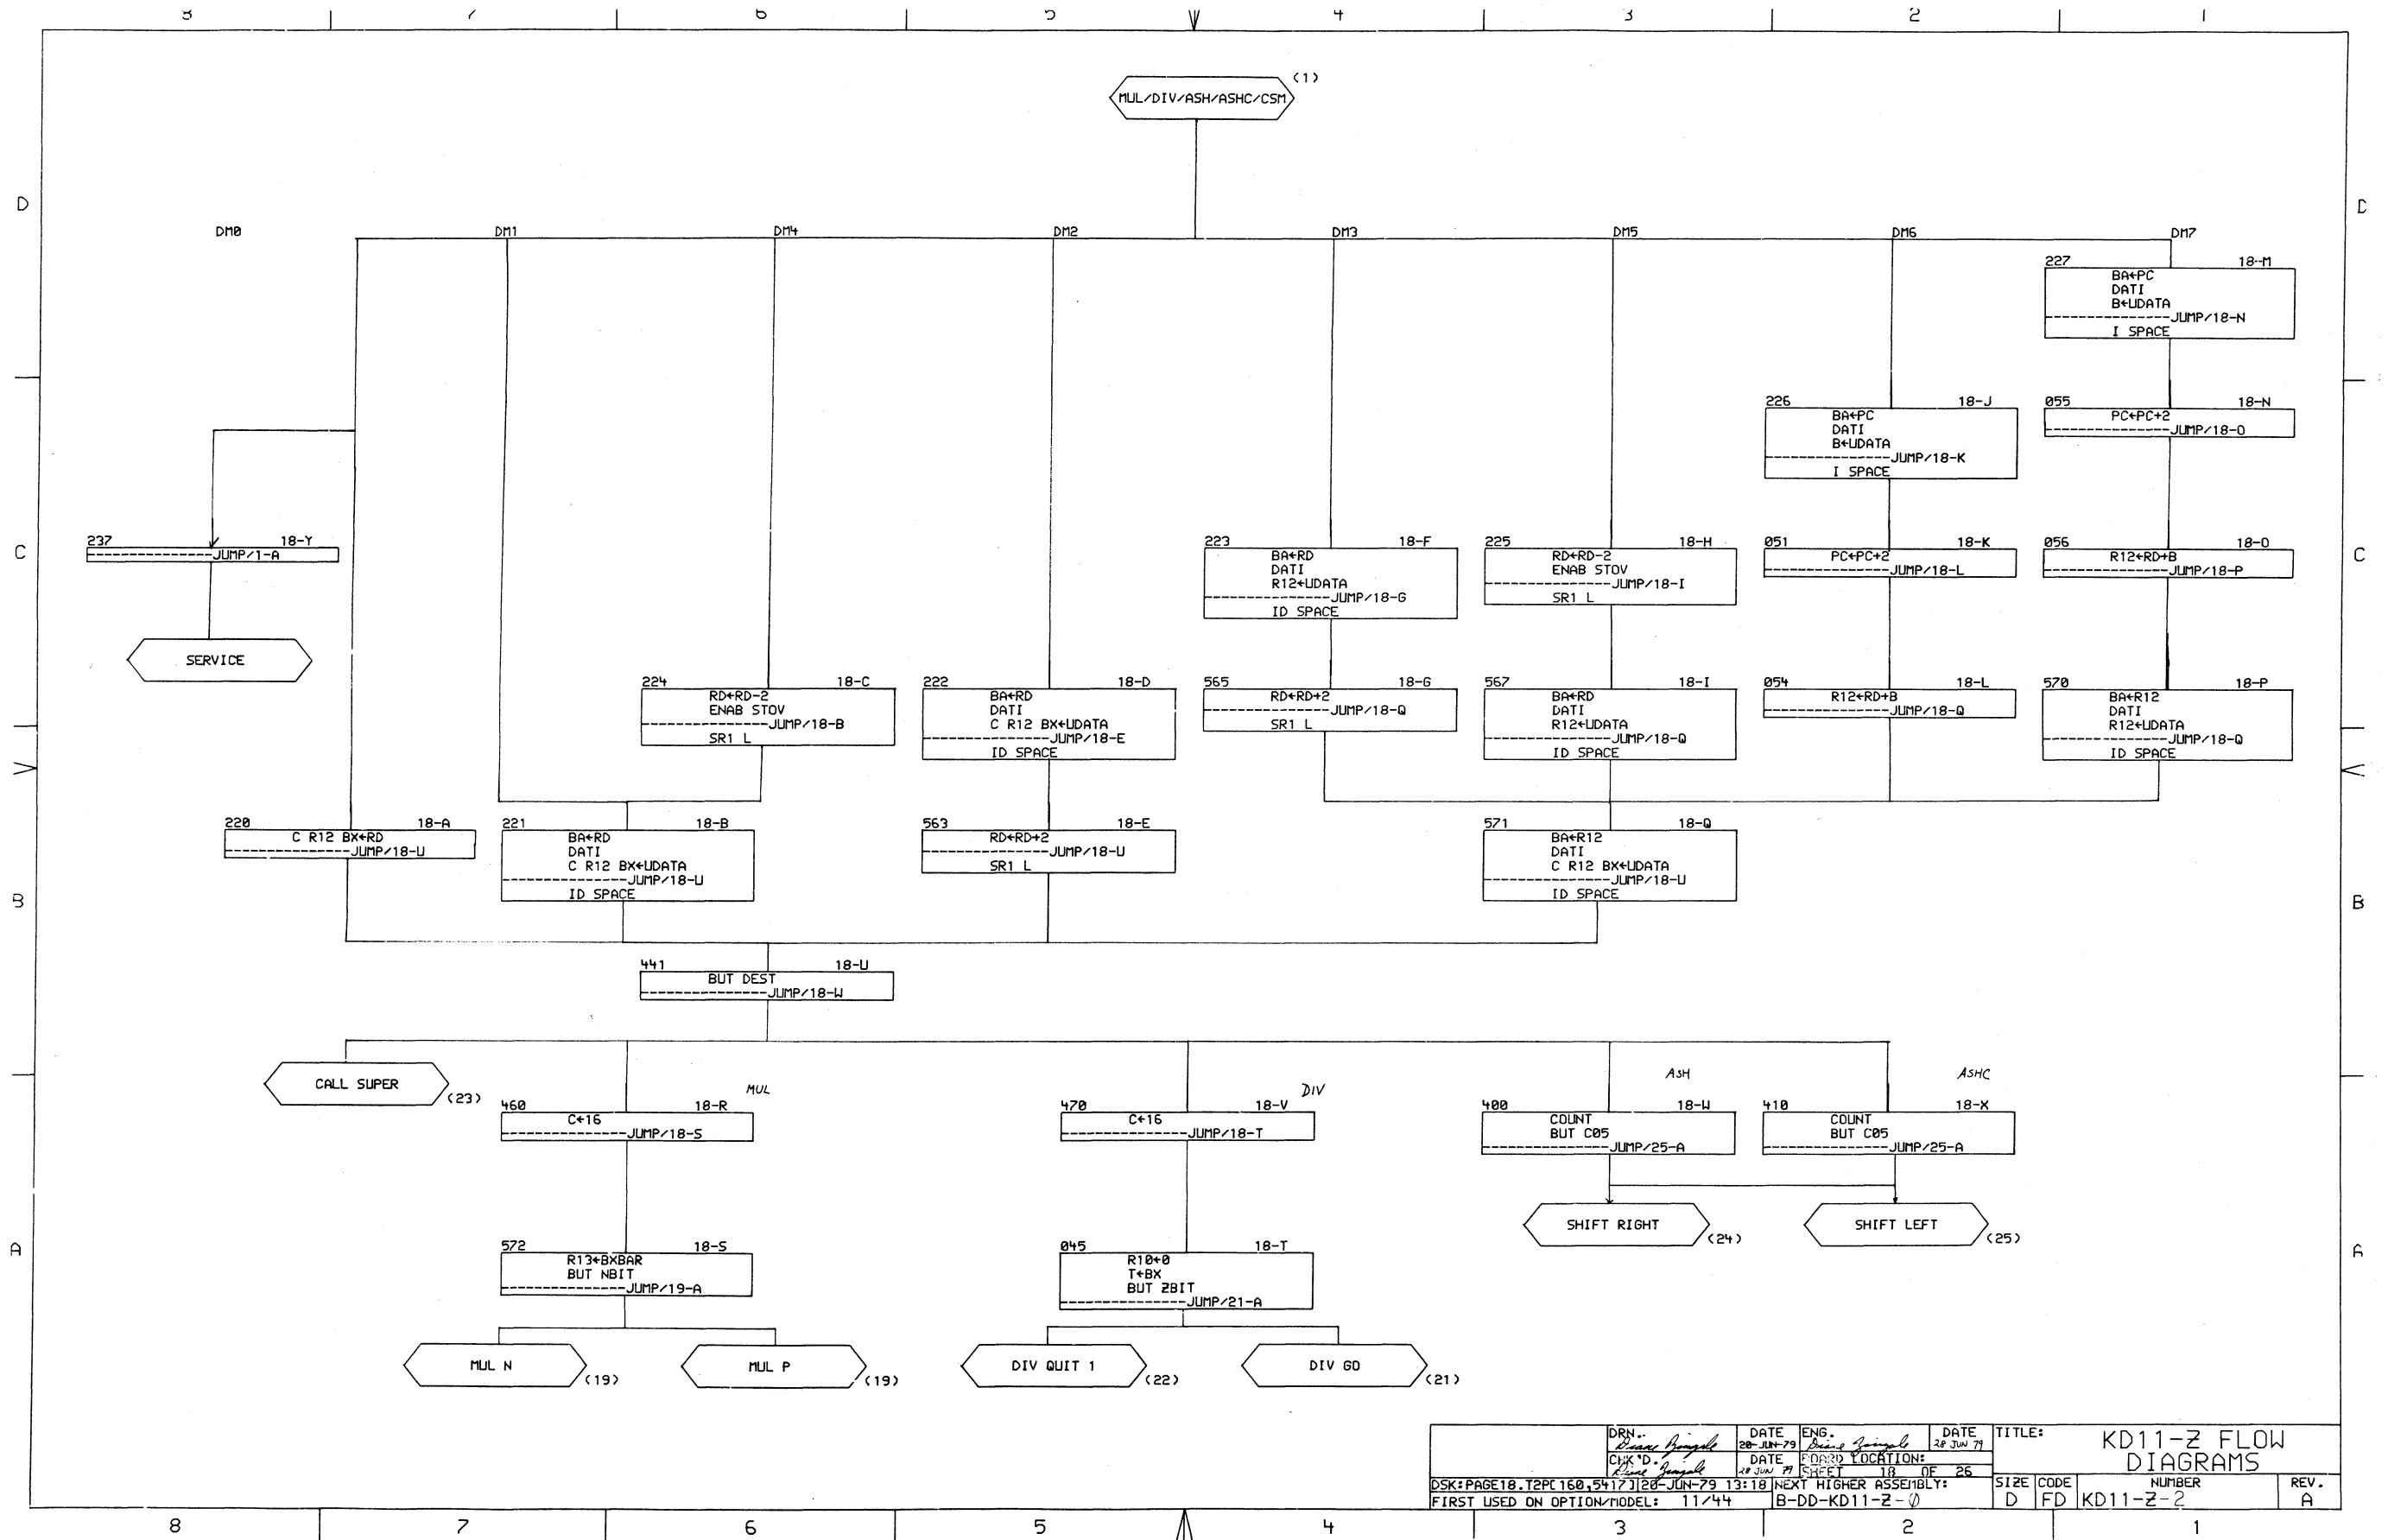 8 7 6 5 4 3 2 1
MUL/DIV/ASH/ASHC/CSM (1)
D
DM0 DM1 DM4 DM2 DM3 DM5 DM6 DM7
227 18-M
BA←PC
DATI
B←UDATA
JUMP/18-N
I SPACE
226 18-J
BA←PC
DATI
B←UDATA
JUMP/18-K
I SPACE
055 18-N
PC←PC+2
JUMP/18-O
C C
237 18-Y
JUMP/1-A
SERVICE
223 18-F
BA←RD
DATI
R12←UDATA
JUMP/18-G
ID SPACE
225 18-H
RD←RD-2
ENAB STOV
JUMP/18-I
SR1 L
051 18-K
PC←PC+2
JUMP/18-L
056 18-O
R12←RD+B
JUMP/18-P
224 18-C
RD←RD-2
ENAB STOV
JUMP/18-B
SR1 L
222 18-D
BA←RD
DATI
C R12 BX←UDATA
JUMP/18-E
ID SPACE
565 18-G
RD←RD+2
JUMP/18-Q
SR1 L
567 18-I
BA←RD
DATI
R12←UDATA
JUMP/18-Q
ID SPACE
054 18-L
R12←RD+B
JUMP/18-Q
570 18-P
BA←R12
DATI
R12←UDATA
JUMP/18-Q
ID SPACE
220 18-A
C R12 BX←RD
JUMP/18-U
221 18-B
BA←RD
DATI
C R12 BX←UDATA
JUMP/18-U
ID SPACE
563 18-E
RD←RD+2
JUMP/18-U
SR1 L
571 18-Q
BA←R12
DATI
C R12 BX←UDATA
JUMP/18-U
ID SPACE
B B
441 18-U
BUT DEST
JUMP/18-W
CALL SUPER (23)
MUL
460 18-R
C←16
JUMP/18-S
DIV
470 18-V
C←16
JUMP/18-T
ASH
400 18-W
COUNT
BUT C05
JUMP/25-A
ASHC
410 18-X
COUNT
BUT C05
JUMP/25-A
SHIFT RIGHT (24)
SHIFT LEFT (25)
A A
572 18-S
R13←BXBAR
BUT NBIT
JUMP/19-A
045 18-T
R10←0
T←BX
BUT ZBIT
JUMP/21-A
MUL N (19)
MUL P (19)
DIV QUIT 1 (22)
DIV GO (21)
DRN.
DATE
20-JUN-79
ENG.
DATE
28 JUN 79
CHK'D.
DATE
28 JUN 79
BOARD LOCATION:
SHEET 18 OF 26
TITLE:
KD11-Z FLOW
DIAGRAMS
DSK:PAGE18.T2P[160,5417] 20-JUN-79 13:18
NEXT HIGHER ASSEMBLY:
FIRST USED ON OPTION/MODEL: 11/44
B-DD-KD11-Z-0
SIZE CODE NUMBER REV.
D FD KD11-Z-2 A
8 7 6 5 4 3 2 1